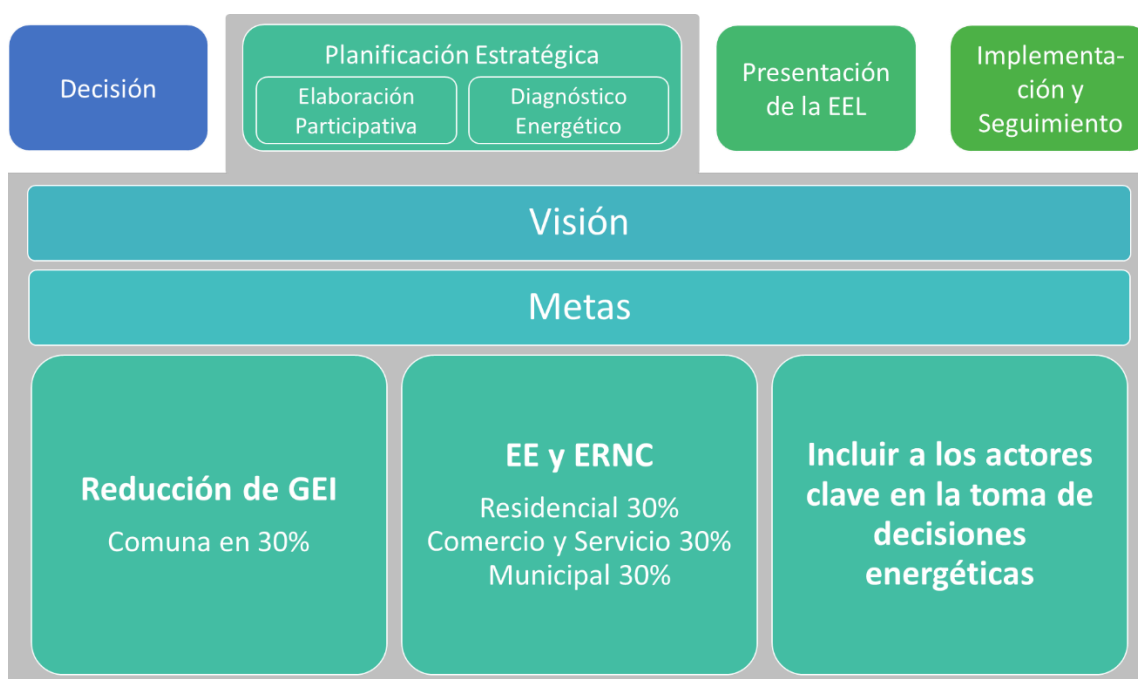 Decisión
Planificación Estratégica
Elaboración
Participativa
Diagnóstico
Energético
Presentación
de la EEL
Implementa-
ción y
Seguimiento
Visión
Metas
Reducción de GEI
Comuna en 30%
EE y ERNC
Residencial 30%
Comercio y Servicio 30%
Municipal 30%
Incluir a los actores
clave en la toma de
decisiones
energéticas